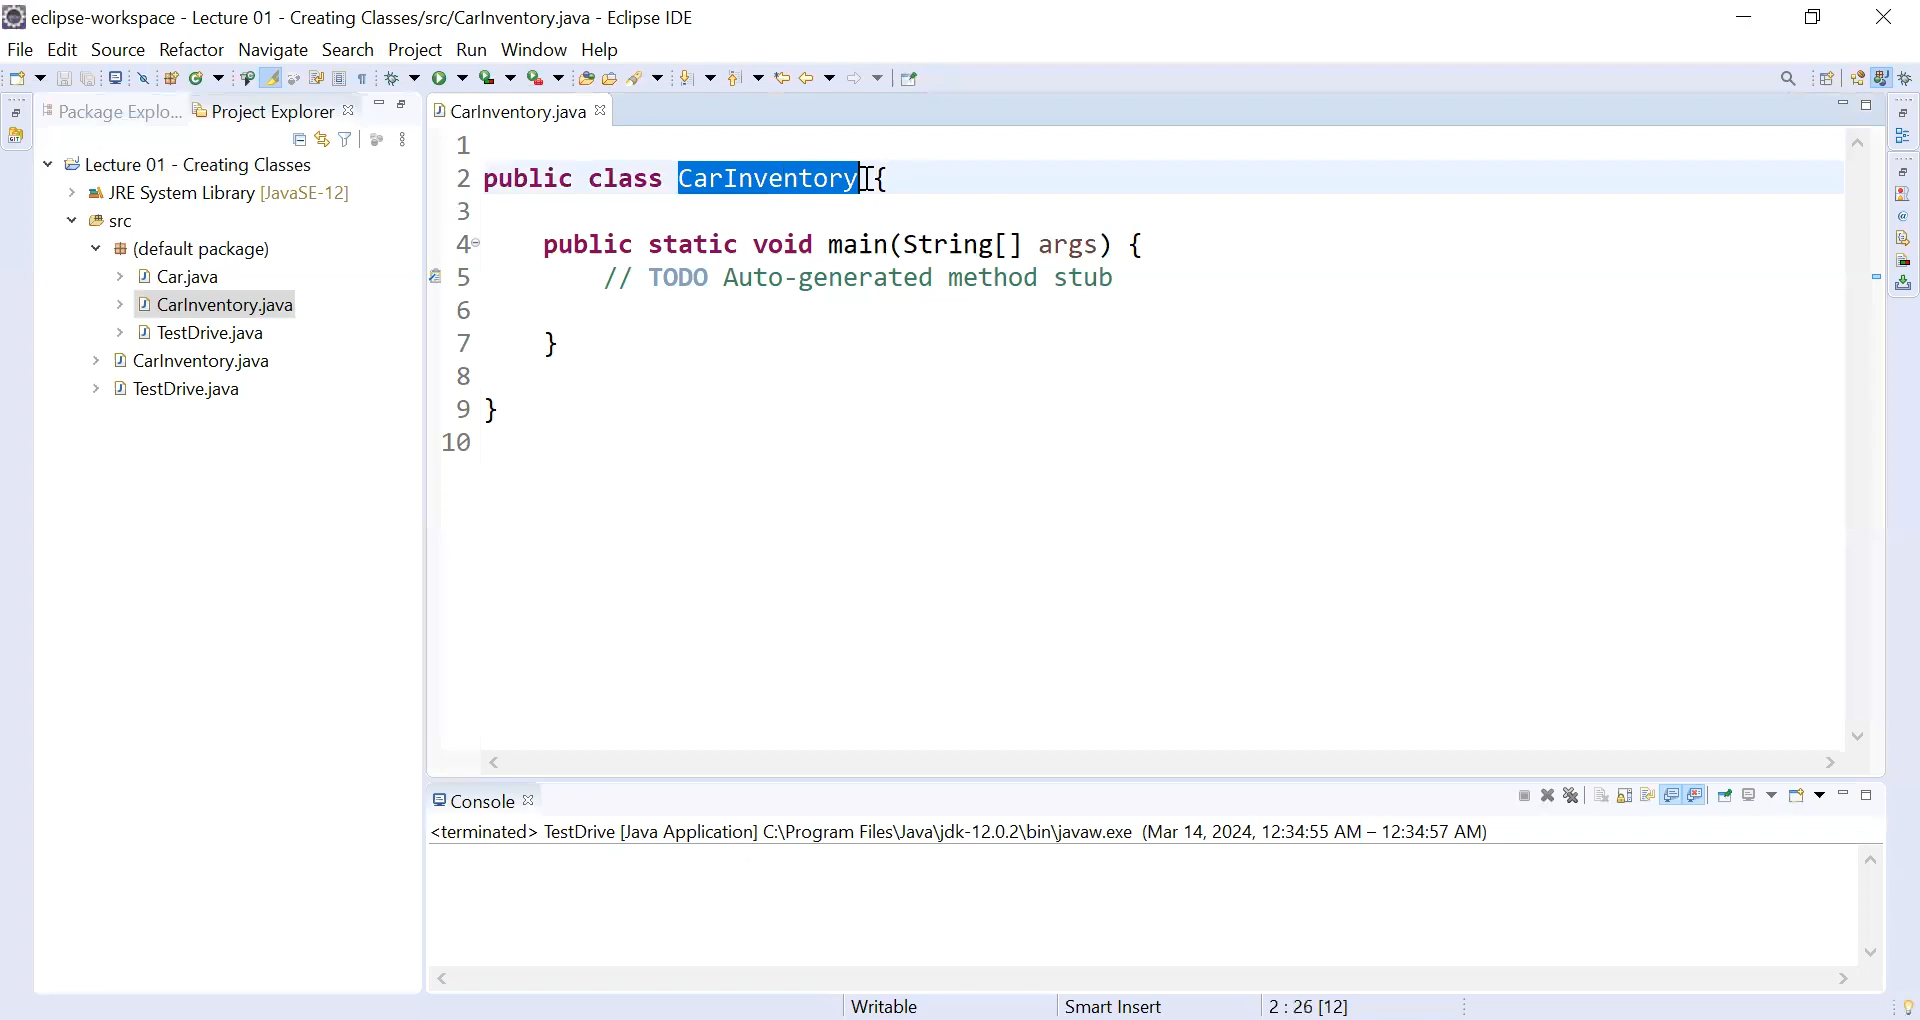 eclipse-workspace - Lecture 01 - Creating Classes/src/CarInventory.java - Eclipse IDE
File Edit Source Refactor Navigate Search Project Run Window Help
Package Explo... Project Explorer
CarInventory.java
Lecture 01 - Creating Classes
JRE System Library [JavaSE-12]
src
(default package)
Car.java
CarInventory.java
TestDrive.java
CarInventory.java
TestDrive.java
1
2 public class CarInventory {
3
4 public static void main(String[] args) {
5 // TODO Auto-generated method stub
6
7 }
8
9 }
10
Console
<terminated> TestDrive [Java Application] C:\Program Files\Java\jdk-12.0.2\bin\javaw.exe (Mar 14, 2024, 12:34:55 AM – 12:34:57 AM)
Writable Smart Insert 2 : 26 [12]